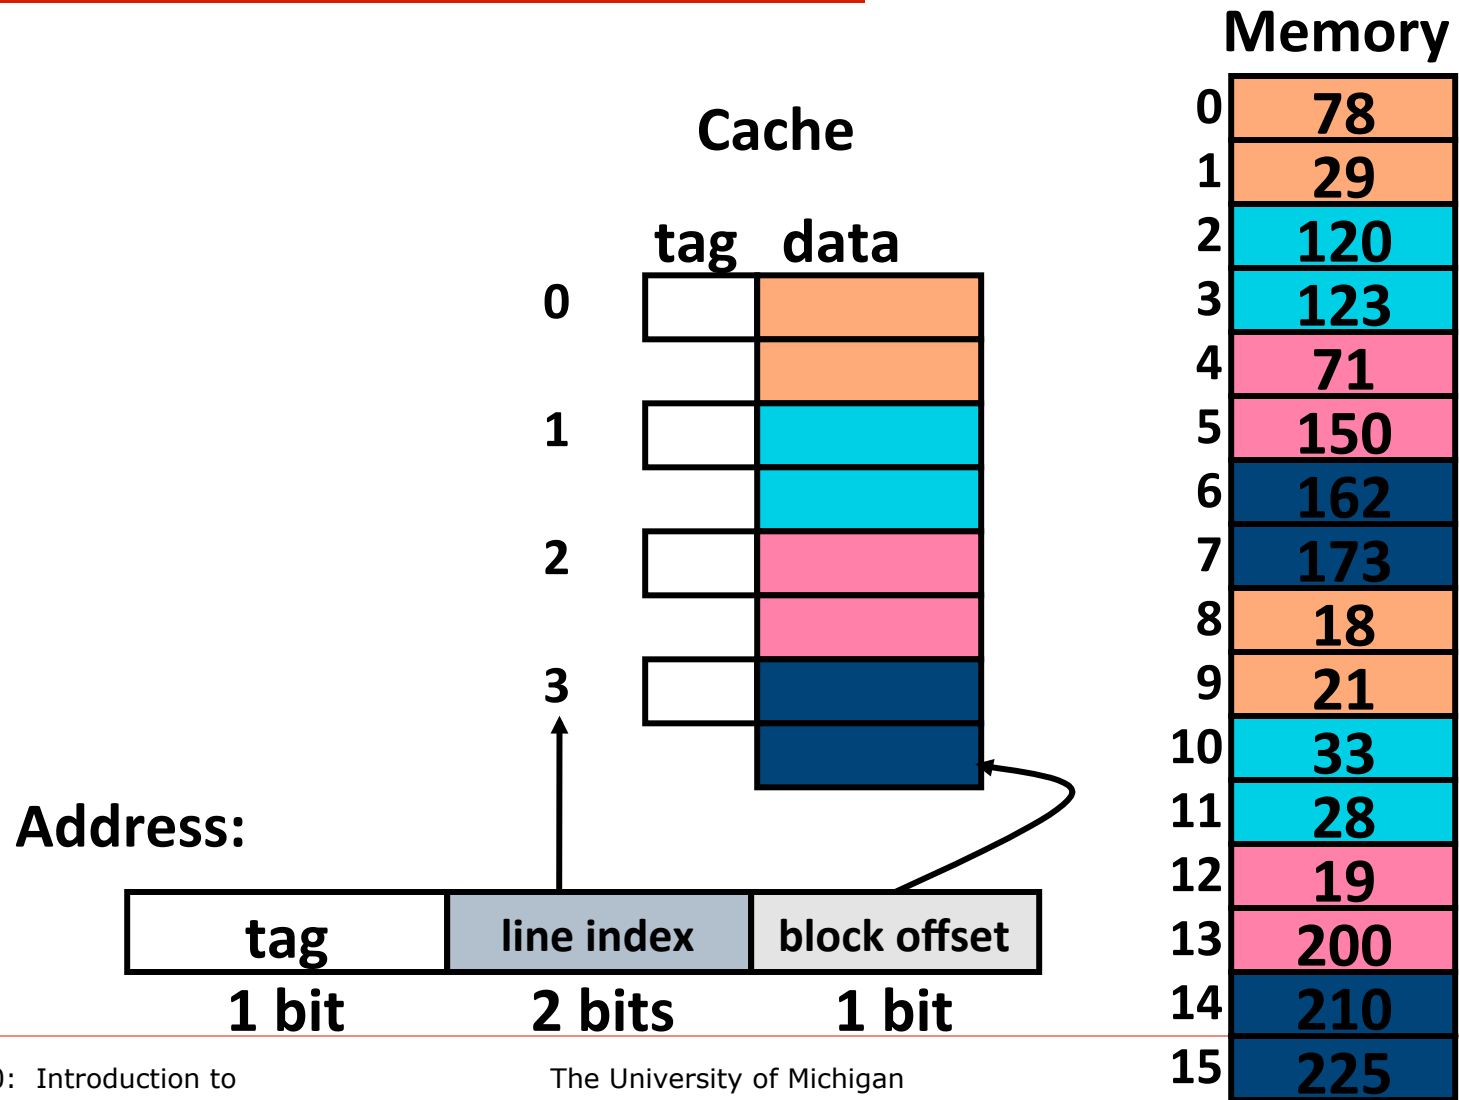 Memory
Cache
tag data
0
1
2
3
0 78
1 29
2 120
3 123
4 71
5 150
6 162
7 173
8 18
9 21
10 33
11 28
12 19
13 200
14 210
15 225
Address:
tag line index block offset
1 bit 2 bits 1 bit
0: Introduction to The University of Michigan